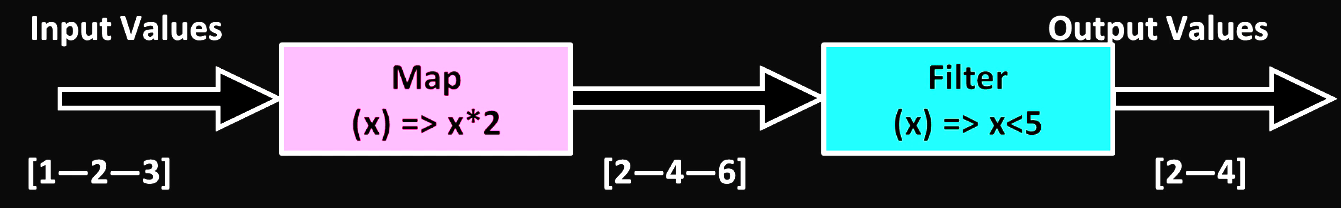 Input Values
Output Values
Map
(x) => x*2
Filter
(x) => x<5
[1—2—3]
[2—4—6]
[2—4]